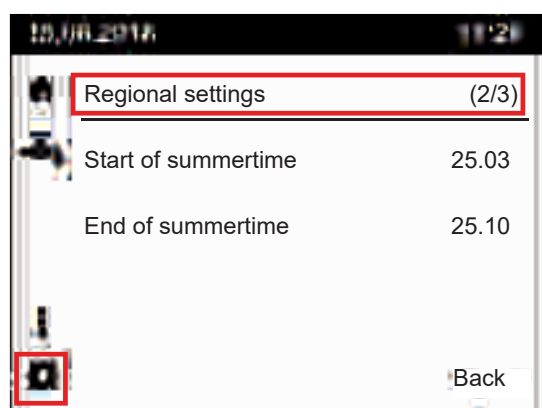 Regional settings (2/3)
Start of summertime 25.03
End of summertime 25.10
Back